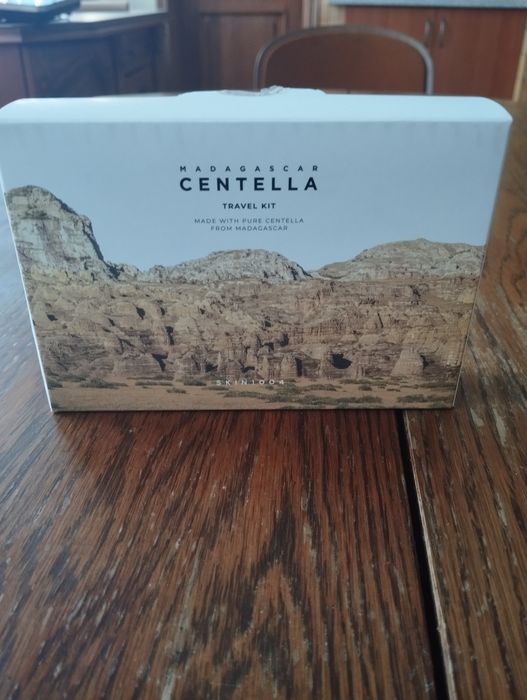 MADAGASCAR
CENTELLA
TRAVEL KIT
MADE WITH PURE CENTELLA
FROM MADAGASCAR
SKIN1004